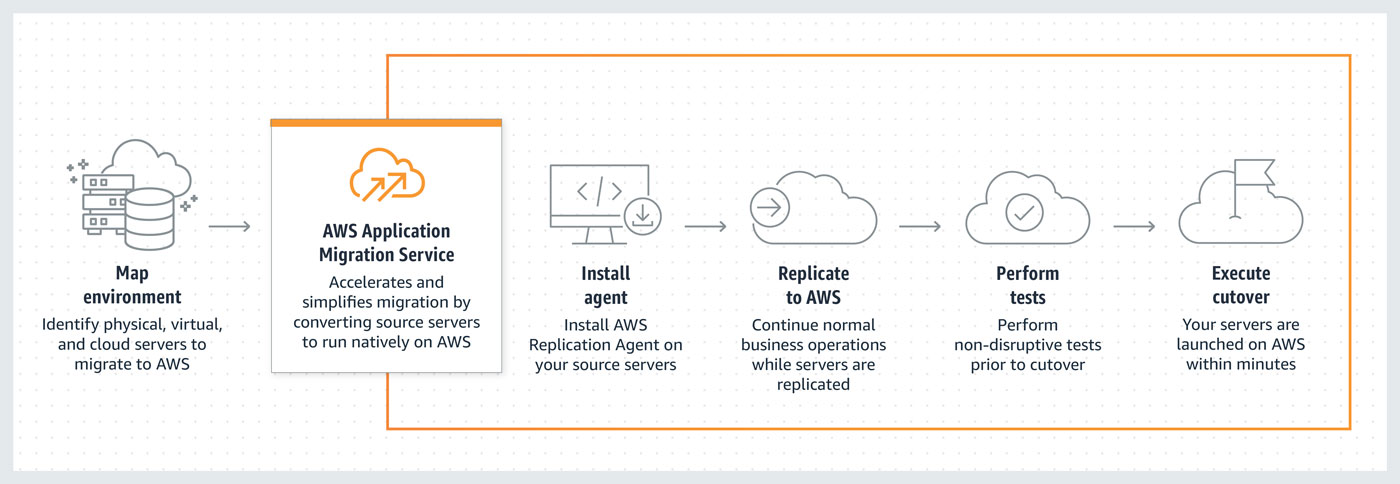 Map
environment
Identify physical, virtual,
and cloud servers to
migrate to AWS
AWS Application
Migration Service
Accelerates and
simplifies migration by
converting source servers
to run natively on AWS
Install
agent
Install AWS
Replication Agent on
your source servers
Replicate
to AWS
Continue normal
business operations
while servers are
replicated
Perform
tests
Perform
non-disruptive tests
prior to cutover
Execute
cutover
Your servers are
launched on AWS
within minutes